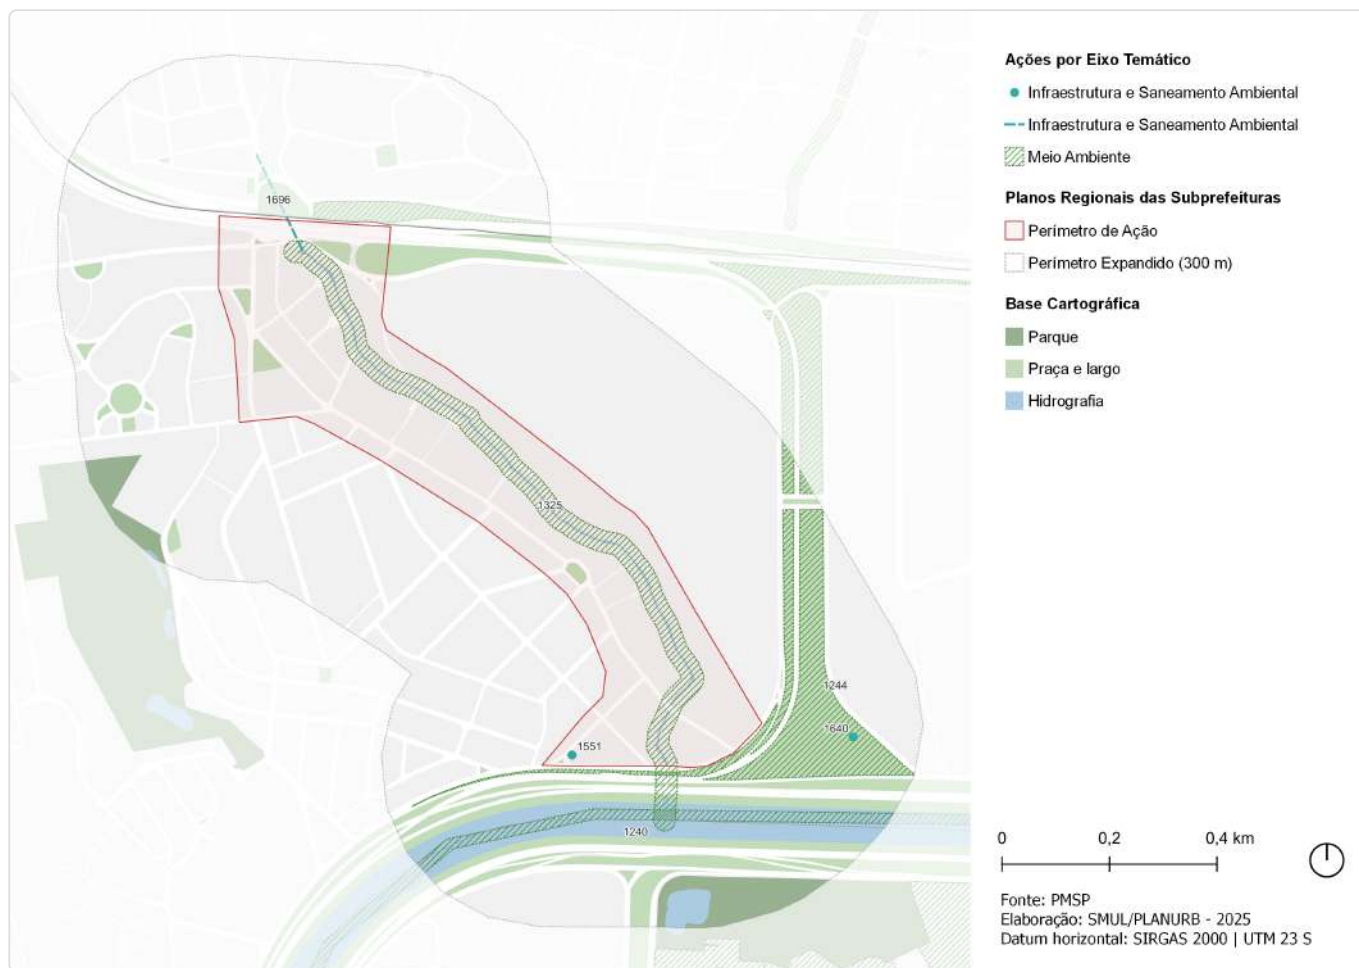 Ações por Eixo Temático
Infraestrutura e Saneamento Ambiental
Infraestrutura e Saneamento Ambiental
Meio Ambiente
Planos Regionais das Subprefeituras
Perímetro de Ação
Perímetro Expandido (300 m)
Base Cartográfica
Parque
Praça e largo
Hidrografia
1696
1325
1244
1640
1551
1240
0 0,2 0,4 km
Fonte: PMSP
Elaboração: SMUL/PLANURB - 2025
Datum horizontal: SIRGAS 2000 | UTM 23 S